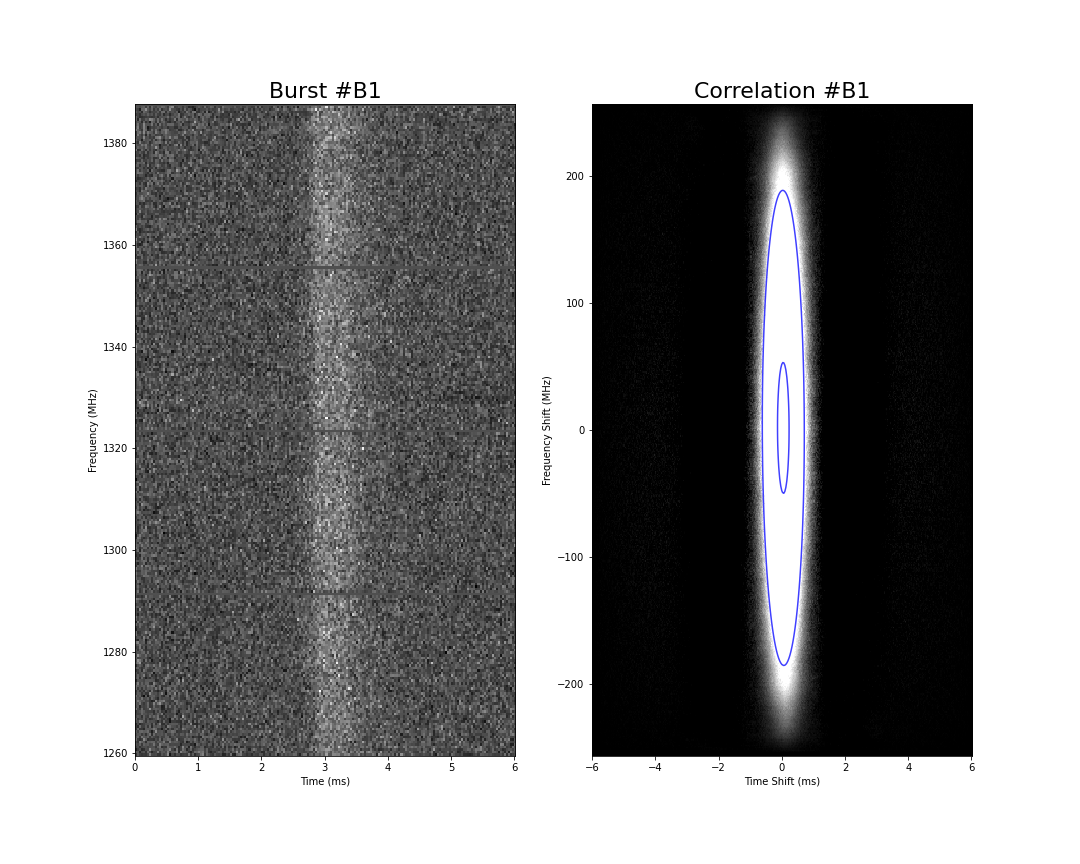 Burst #B1
Frequency (MHz)
1380
1360
1340
1320
1300
1280
1260
0 1 2 3 4 5 6
Time (ms)
Correlation #B1
Frequency Shift (MHz)
200
100
0
−100
−200
−6 −4 −2 0 2 4 6
Time Shift (ms)